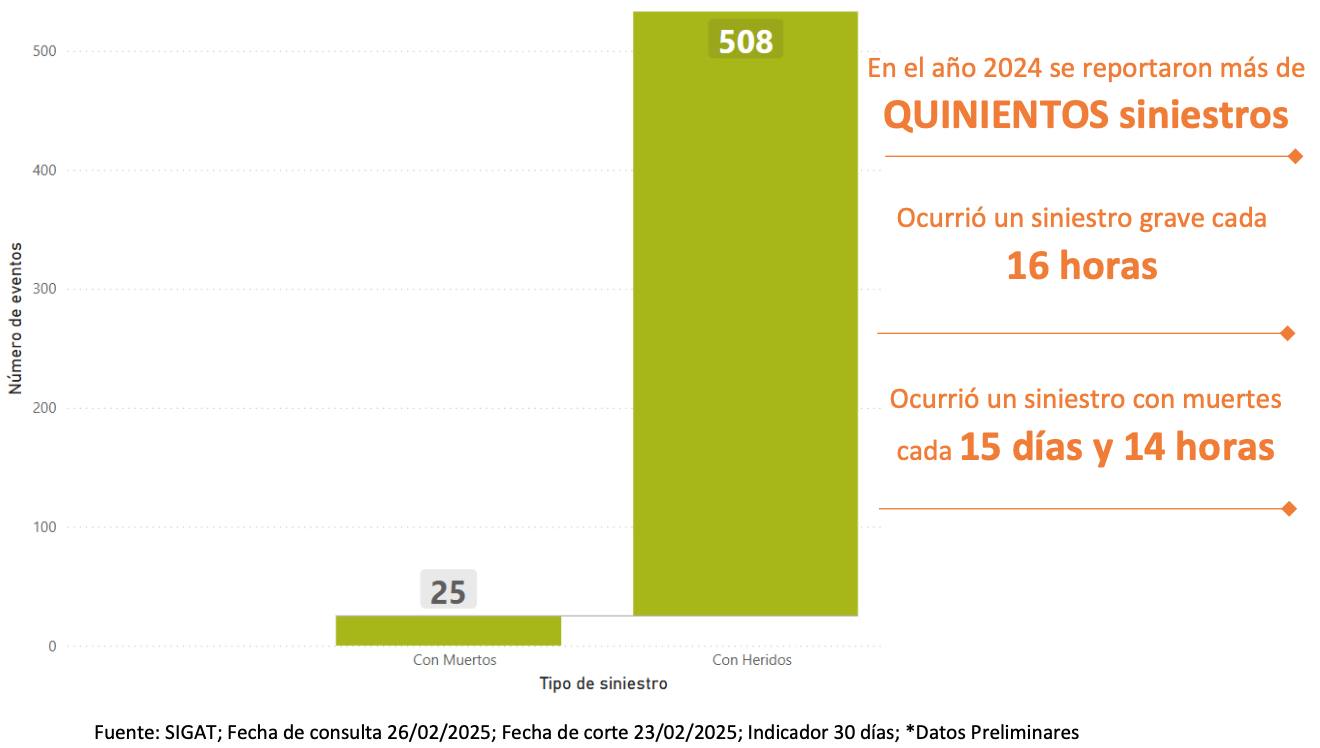 500
400
300
200
100
0
Número de eventos
25
508
Con Muertos
Con Heridos
Tipo de siniestro
En el año 2024 se reportaron más de
QUINIENTOS siniestros
Ocurrió un siniestro grave cada
16 horas
Ocurrió un siniestro con muertes
cada 15 días y 14 horas
Fuente: SIGAT; Fecha de consulta 26/02/2025; Fecha de corte 23/02/2025; Indicador 30 días; *Datos Preliminares